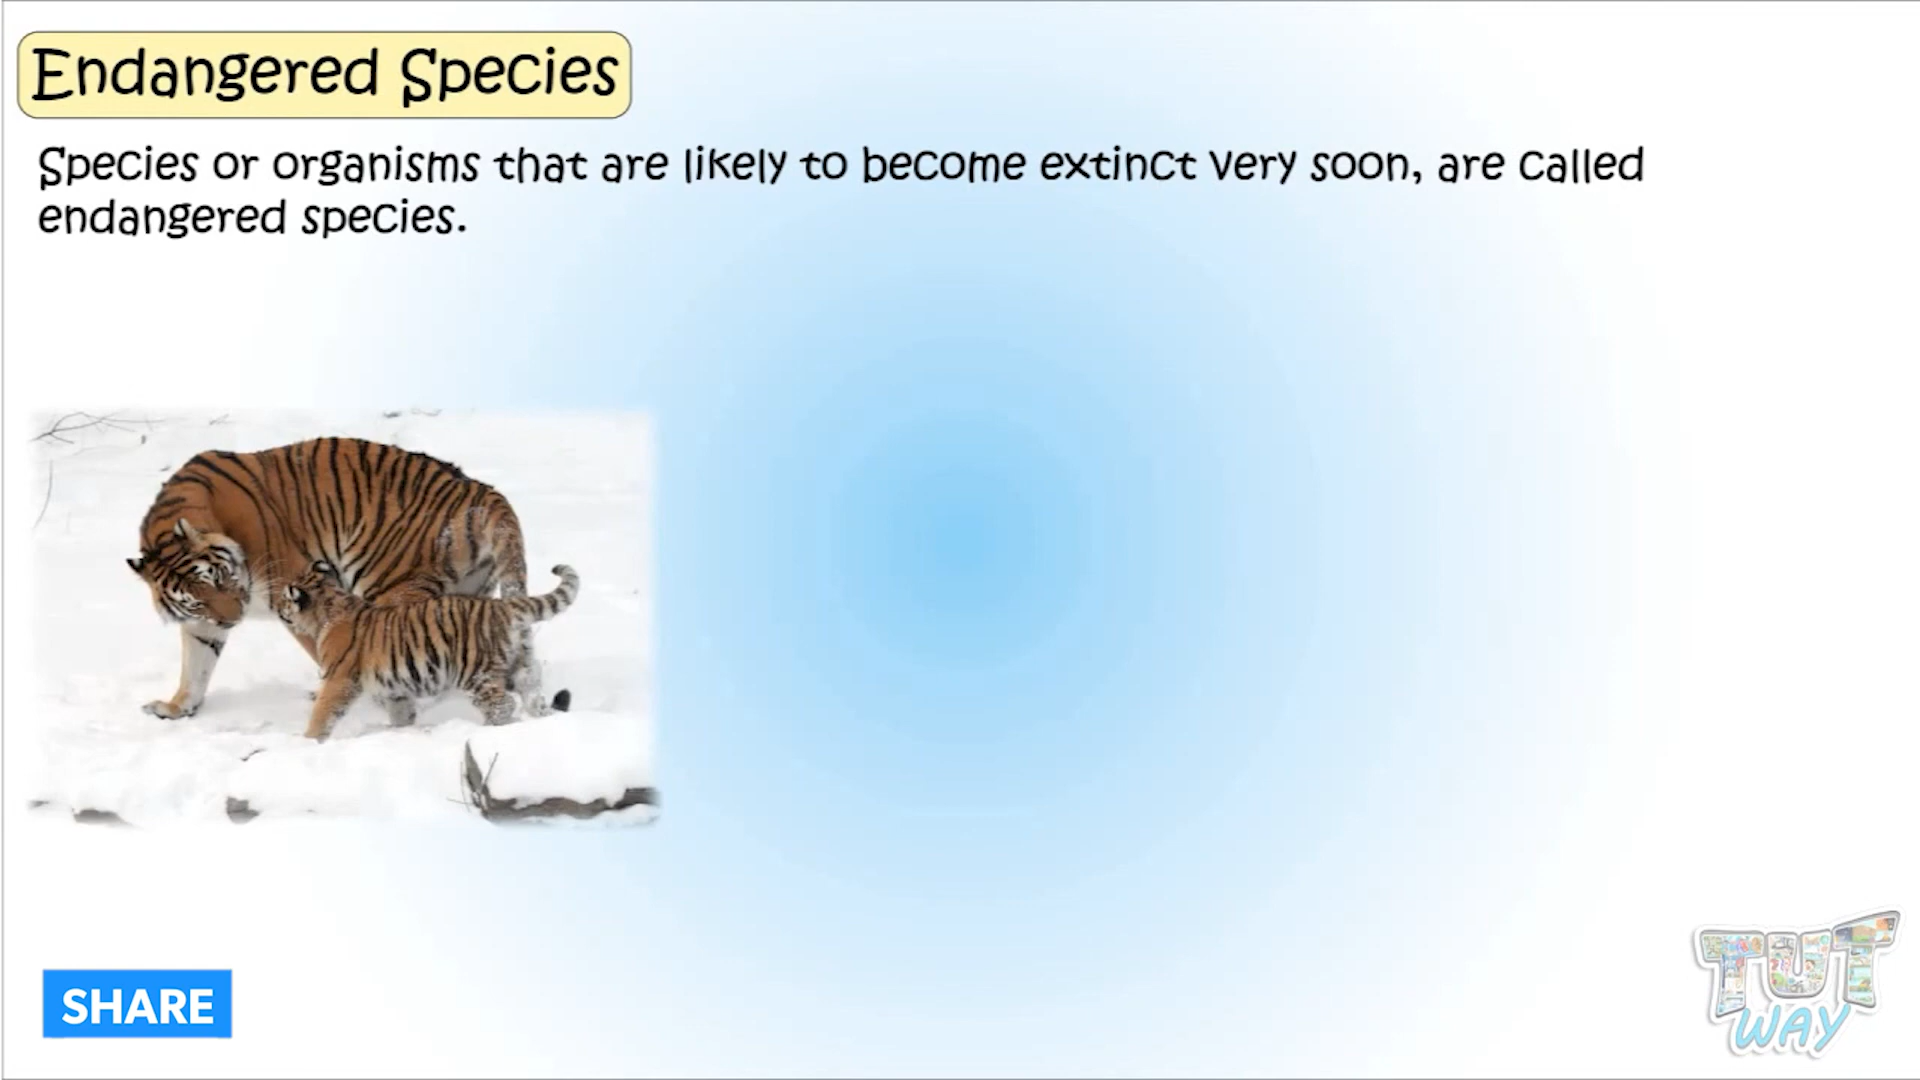 Endangered Species
Species or organisms that are likely to become extinct very soon, are called
endangered species.
SHARE
TUT
WAY